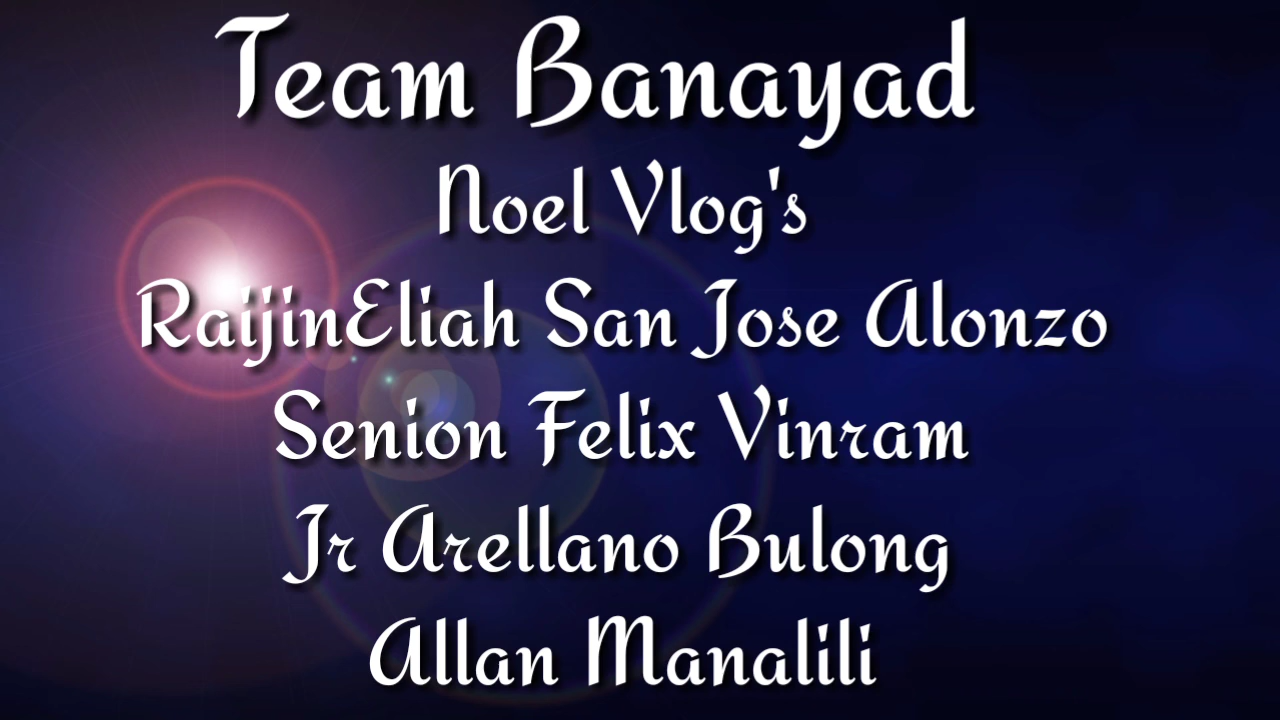 Team Banayad
Noel Vlog's
RaijinEliah San Jose Alonzo
Senion Felix Vinram
Jr Arellano Bulong
Allan Manalili